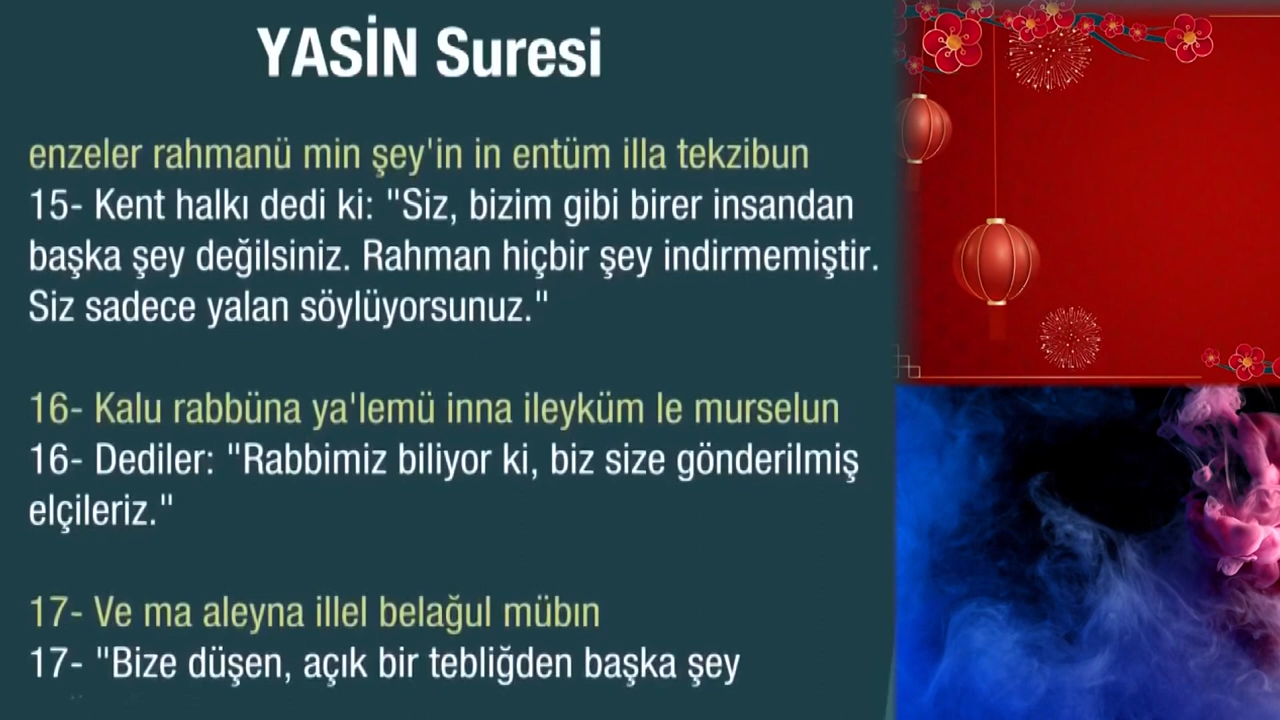 YASİN Suresi
enzeler rahmanü min şey'in in entüm illa tekzibun
15- Kent halkı dedi ki: "Siz, bizim gibi birer insandan
başka şey değilsiniz. Rahman hiçbir şey indirmemiştir.
Siz sadece yalan söylüyorsunuz."
16- Kalu rabbüna ya'lemü inna ileyküm le murselun
16- Dediler: "Rabbimiz biliyor ki, biz size gönderilmiş
elçileriz."
17- Ve ma aleyna illel belağul mübın
17- "Bize düşen, açık bir tebliğden başka şey